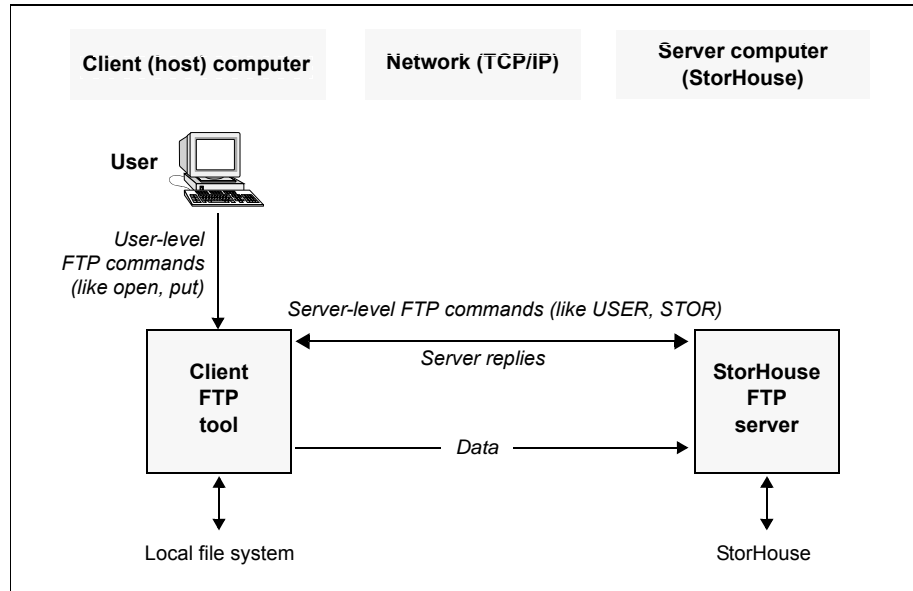 Client (host) computer
Network (TCP/IP)
Server computer
(StorHouse)
User
User-level
FTP commands
(like open, put)
Server-level FTP commands (like USER, STOR)
Server replies
Client
FTP
tool
StorHouse
FTP
server
Data
Local file system
StorHouse